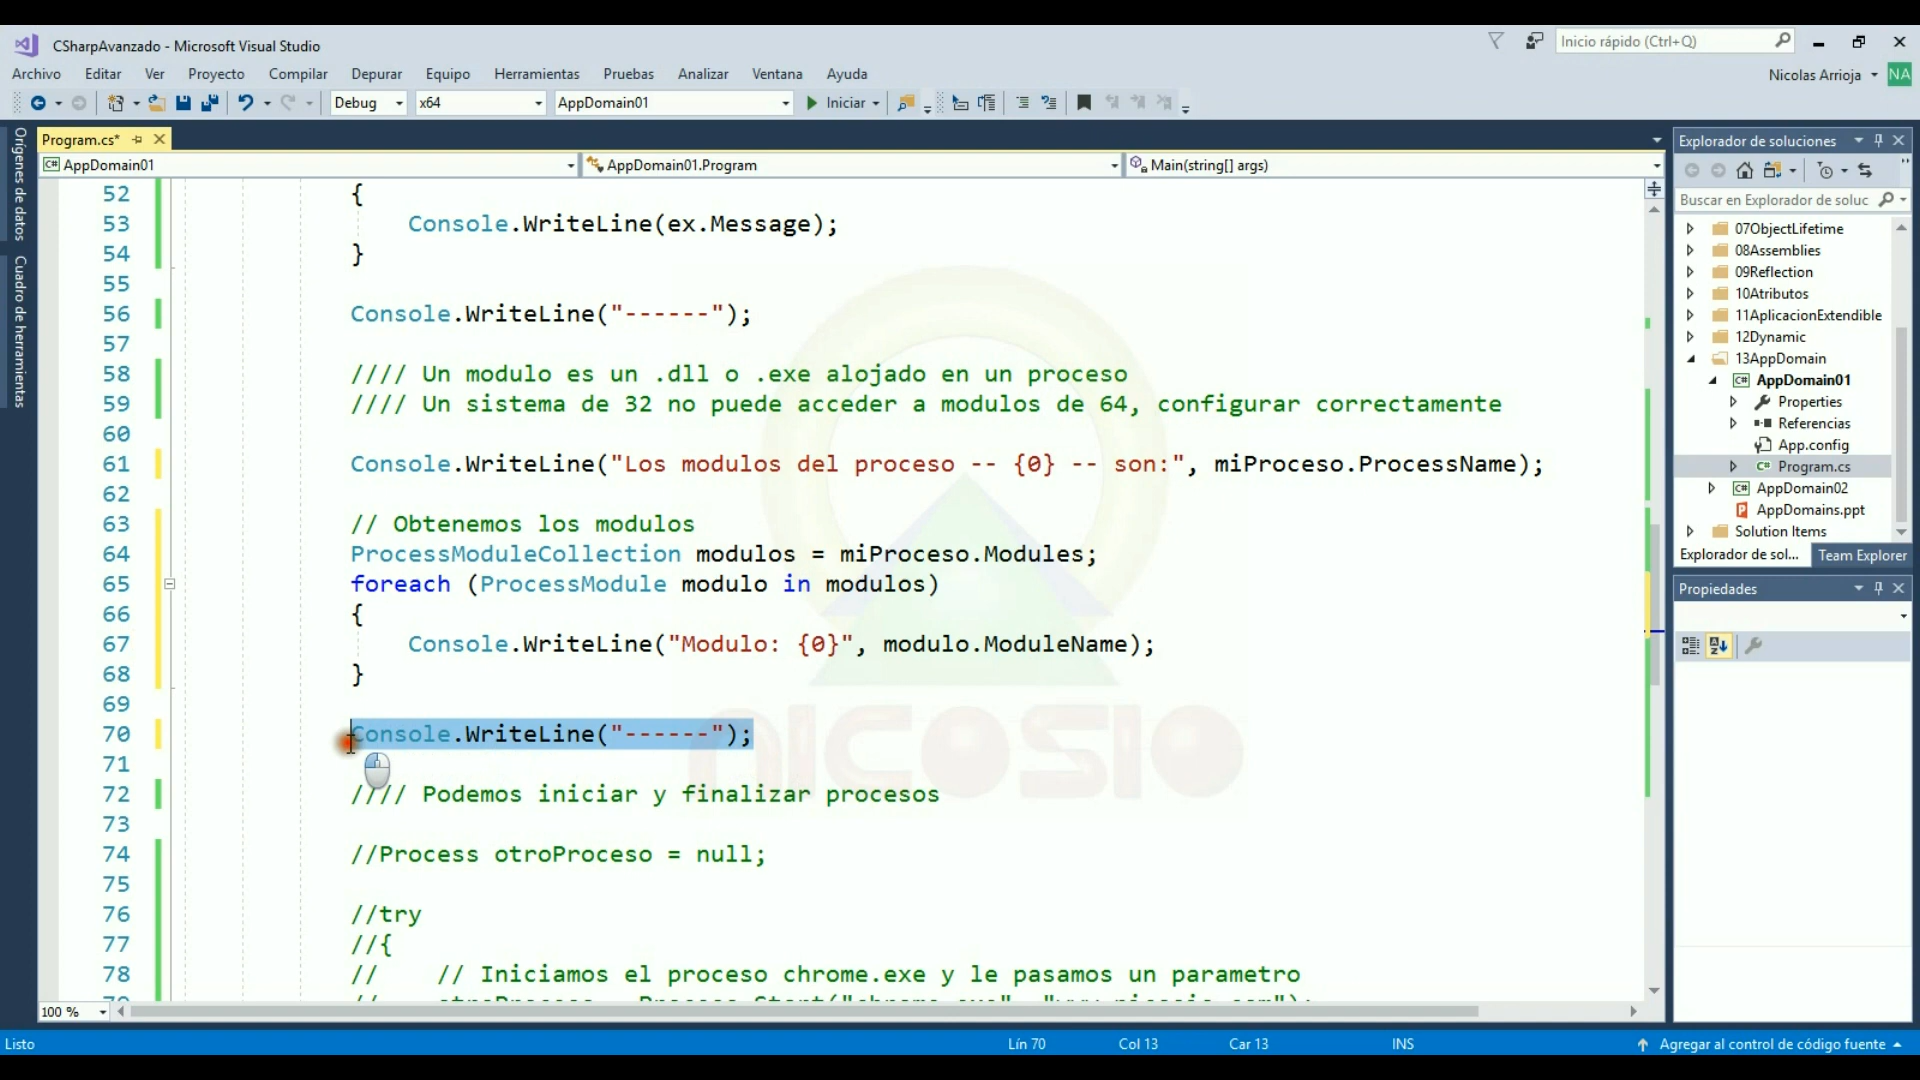 CSharpAvanzado - Microsoft Visual Studio
Inicio rápido (Ctrl+Q)
Archivo Editar Ver Proyecto Compilar Depurar Equipo Herramientas Pruebas Analizar Ventana Ayuda
Nicolas Arrioja NA
Debug x64 AppDomain01 Iniciar
Orígenes de datos
Cuadro de herramientas
Program.cs*
AppDomain01 AppDomain01.Program Main(string[] args)
52 {
53 Console.WriteLine(ex.Message);
54 }
55
56 Console.WriteLine("------");
57
58 //// Un modulo es un .dll o .exe alojado en un proceso
59 //// Un sistema de 32 no puede acceder a modulos de 64, configurar correctamente
60
61 Console.WriteLine("Los modulos del proceso -- {0} -- son:", miProceso.ProcessName);
62
63 // Obtenemos los modulos
64 ProcessModuleCollection modulos = miProceso.Modules;
65 foreach (ProcessModule modulo in modulos)
66 {
67 Console.WriteLine("Modulo: {0}", modulo.ModuleName);
68 }
69
70 Console.WriteLine("------");
71
72 //// Podemos iniciar y finalizar procesos
73
74 //Process otroProceso = null;
75
76 //try
77 //{
78 // // Iniciamos el proceso chrome.exe y le pasamos un parametro
NICOSIO
100 %
Explorador de soluciones
Buscar en Explorador de soluc
07ObjectLifetime
08Assemblies
09Reflection
10Atributos
11AplicacionExtendible
12Dynamic
13AppDomain
AppDomain01
Properties
Referencias
App.config
Program.cs
AppDomain02
AppDomains.ppt
Solution Items
Explorador de sol... Team Explorer
Propiedades
Listo Lín 70 Col 13 Car 13 INS Agregar al control de código fuente